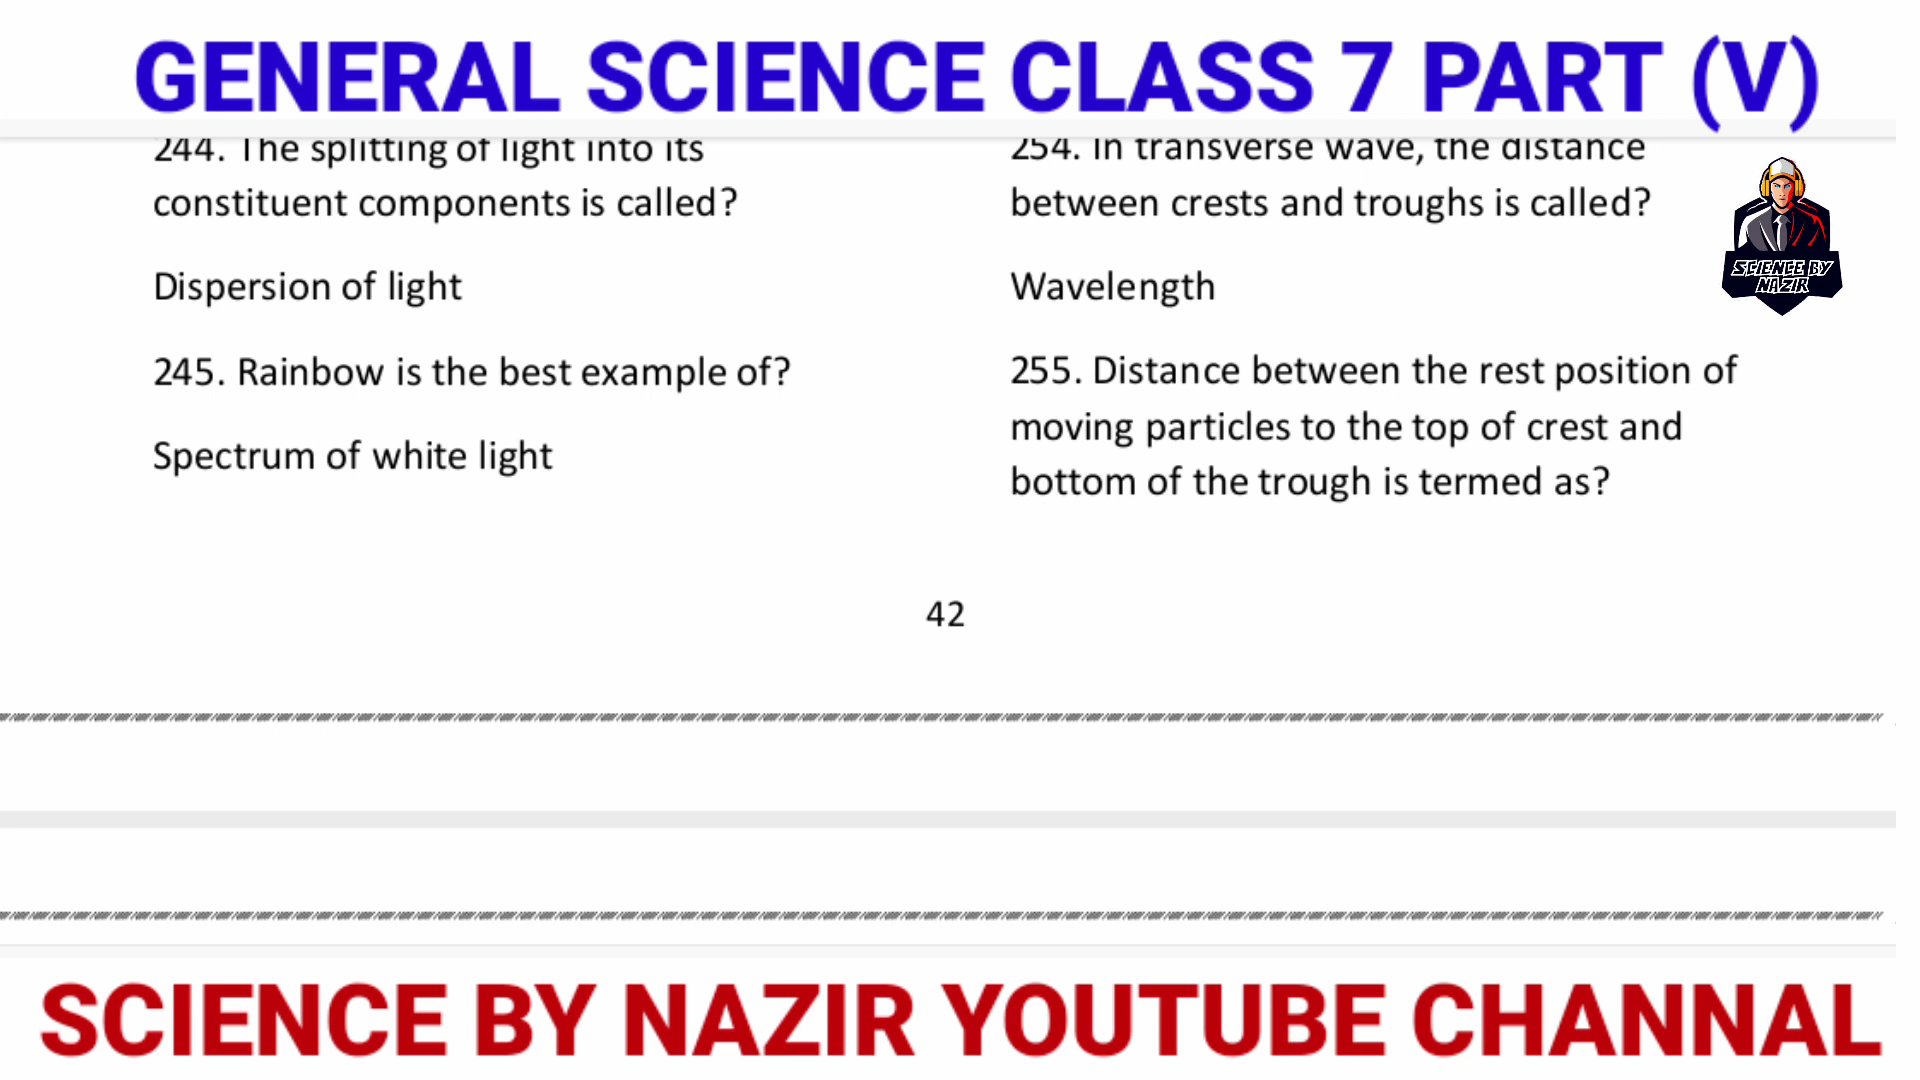 GENERAL SCIENCE CLASS 7 PART (V)
244. The splitting of light into its
constituent components is called?
Dispersion of light
245. Rainbow is the best example of?
Spectrum of white light
254. In transverse wave, the distance
between crests and troughs is called?
Wavelength
255. Distance between the rest position of
moving particles to the top of crest and
bottom of the trough is termed as?
SCIENCE BY
NAZIR
42
SCIENCE BY NAZIR YOUTUBE CHANNAL